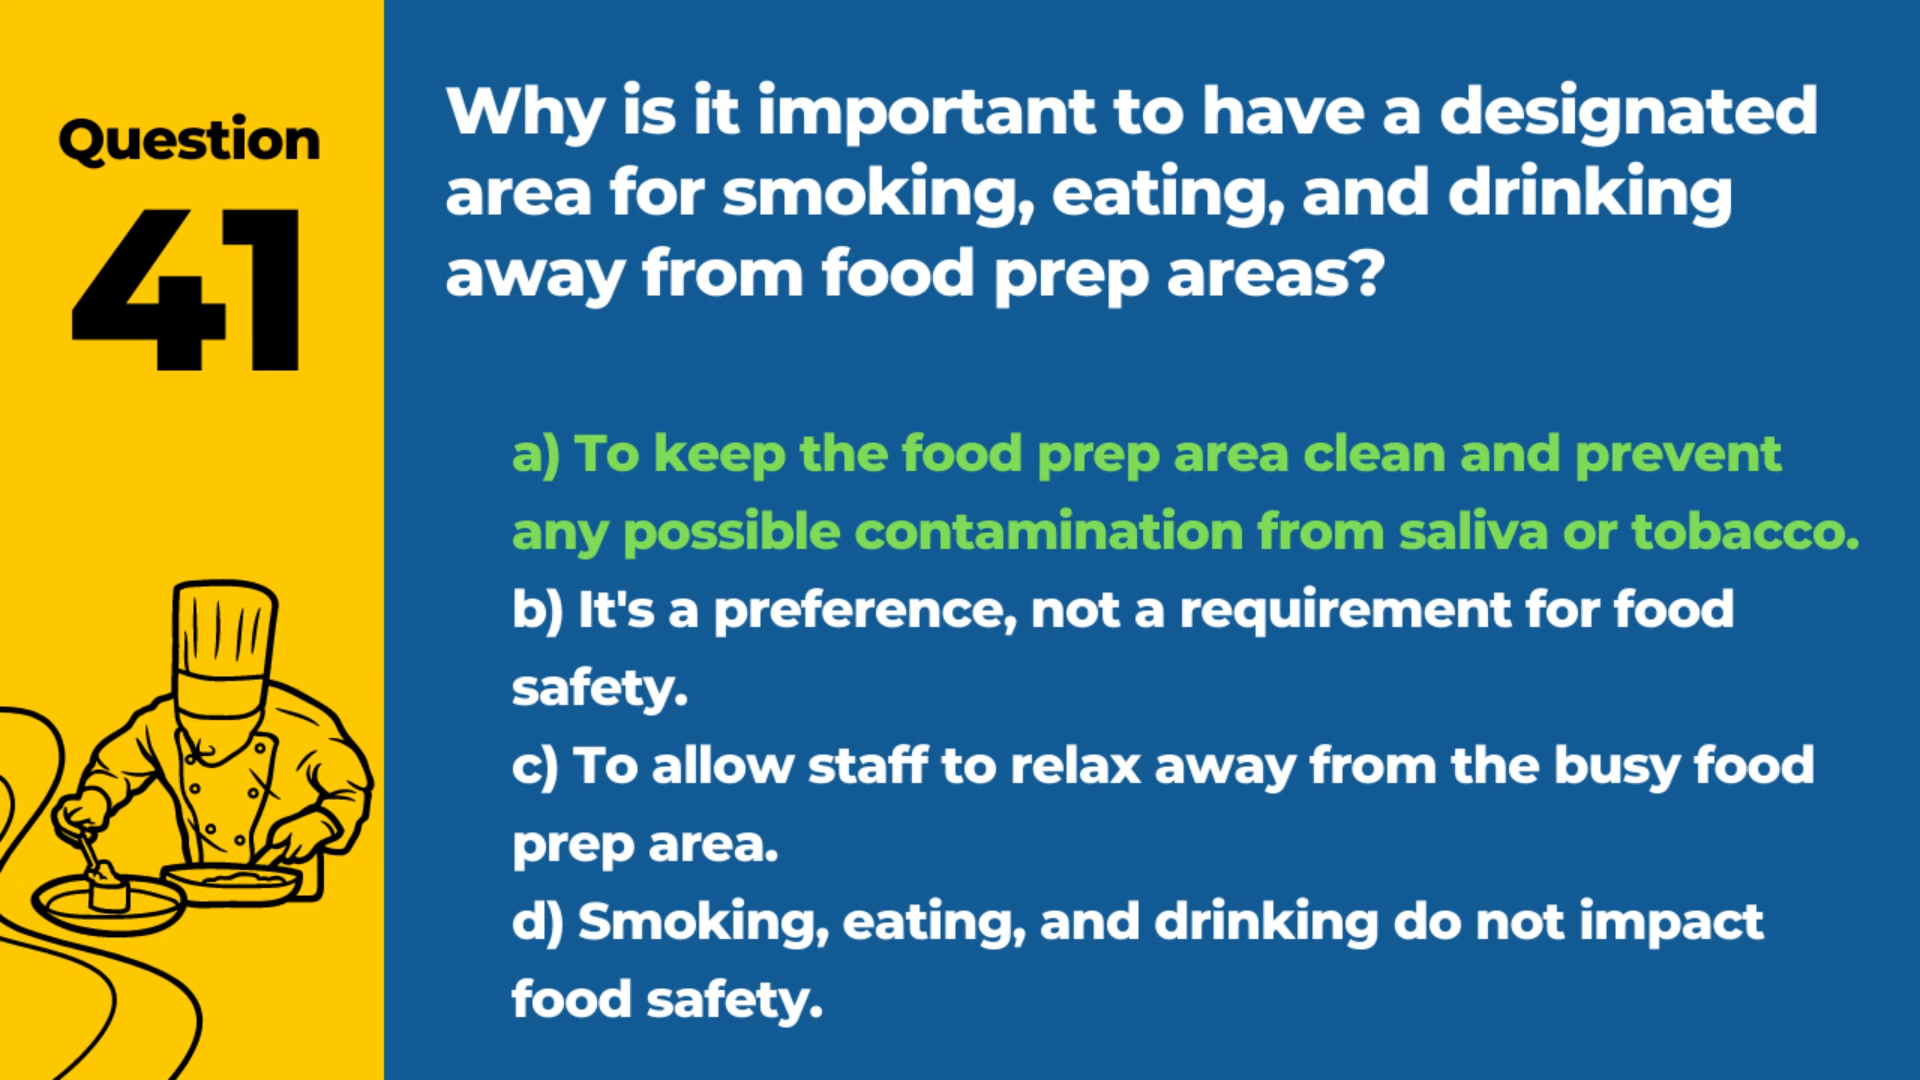 Question
41
Why is it important to have a designated
area for smoking, eating, and drinking
away from food prep areas?
a) To keep the food prep area clean and prevent
any possible contamination from saliva or tobacco.
b) It's a preference, not a requirement for food
safety.
c) To allow staff to relax away from the busy food
prep area.
d) Smoking, eating, and drinking do not impact
food safety.